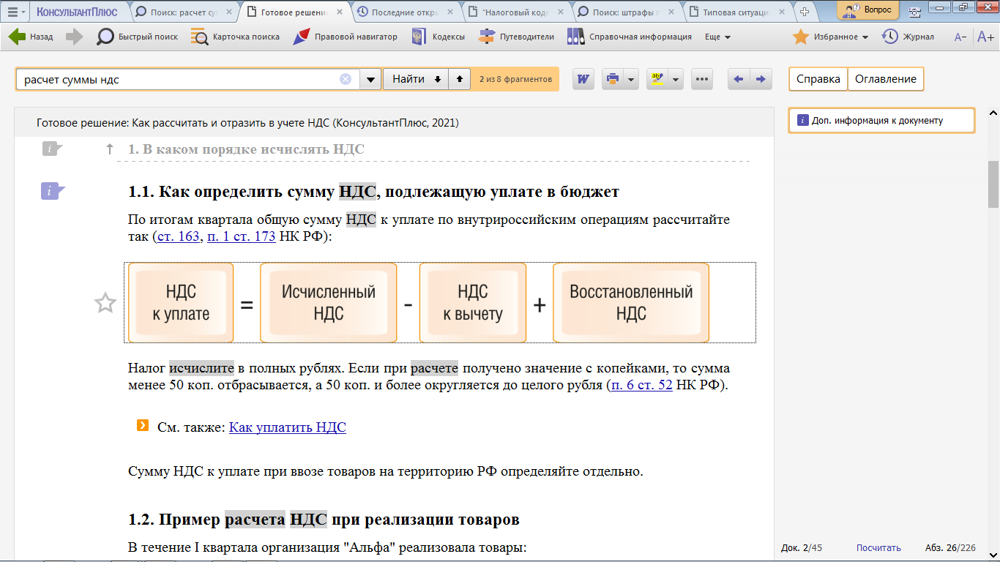 КОНСУЛЬТАНТПЛЮС
Поиск: расчет су
Готовое решени
Последние откры
"Налоговый коде
Поиск: штрафы
Типовая ситуаци
Вопрос
Назад
Быстрый поиск
Карточка поиска
Правовой навигатор
Кодексы
Путеводители
Справочная информация
Еще
Избранное
Журнал
А- А+
расчет суммы ндс
Найти
2 из 8 фрагментов
W
ab
Справка
Оглавление
Готовое решение: Как рассчитать и отразить в учете НДС (КонсультантПлюс, 2021)
i Доп. информация к документу
i
1. В каком порядке исчислять НДС
i
1.1. Как определить сумму НДС, подлежащую уплате в бюджет
По итогам квартала общую сумму НДС к уплате по внутрироссийским операциям рассчитайте
так (ст. 163, п. 1 ст. 173 НК РФ):
НДС
к уплате
=
Исчисленный
НДС
-
НДС
к вычету
+
Восстановленный
НДС
Налог исчислите в полных рублях. Если при расчете получено значение с копейками, то сумма
менее 50 коп. отбрасывается, а 50 коп. и более округляется до целого рубля (п. 6 ст. 52 НК РФ).
См. также: Как уплатить НДС
Сумму НДС к уплате при ввозе товаров на территорию РФ определяйте отдельно.
1.2. Пример расчета НДС при реализации товаров
В течение I квартала организация "Альфа" реализовала товары:
Док. 2/45
Посчитать
Абз. 26/226